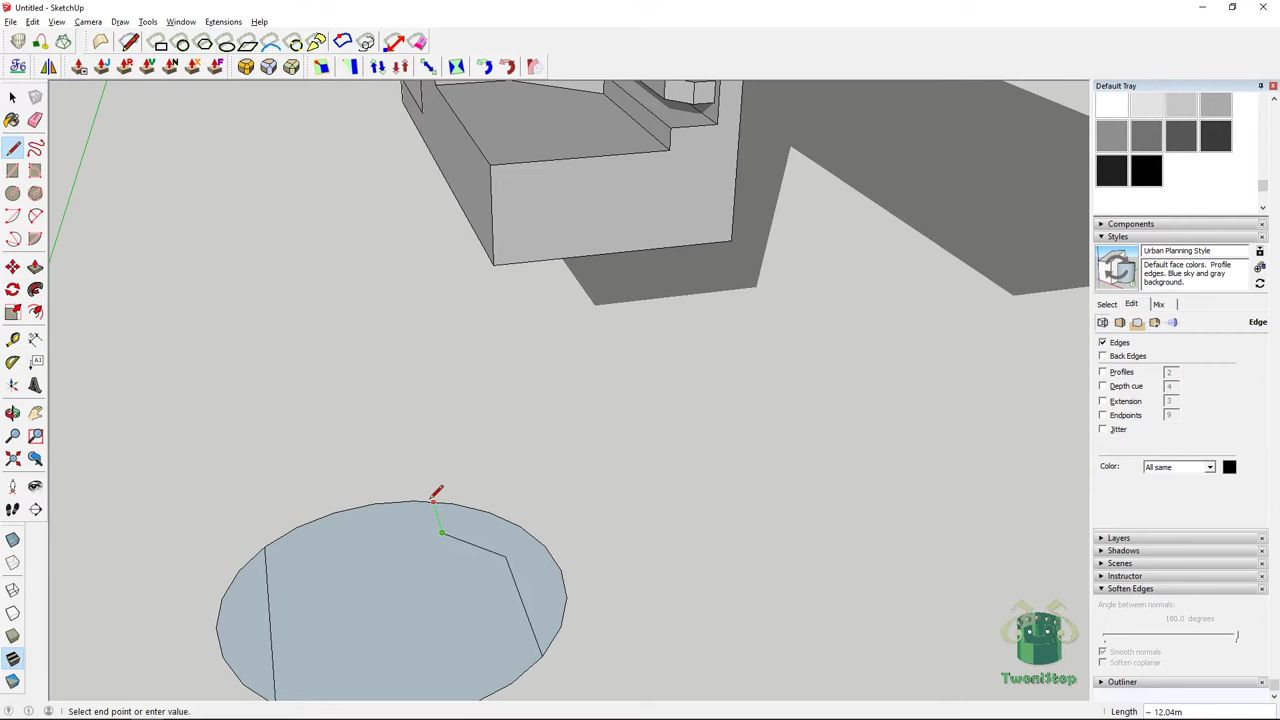 Untitled - SketchUp
File Edit View Camera Draw Tools Window Extensions Help
Default Tray
Components
Styles
Urban Planning Style
Default face colors. Profile
edges. Blue sky and gray
background.
Select Edit Mix
Edge
Edges
Back Edges
Profiles 2
Depth cue 4
Extension 3
Endpoints 9
Jitter
Color: All same
Layers
Shadows
Scenes
Instructor
Soften Edges
Angle between normals:
180.0 degrees
Smooth normals
Soften coplanar
Outliner
TwoniStop
Select end point or enter value.
Length ~ 12.04m